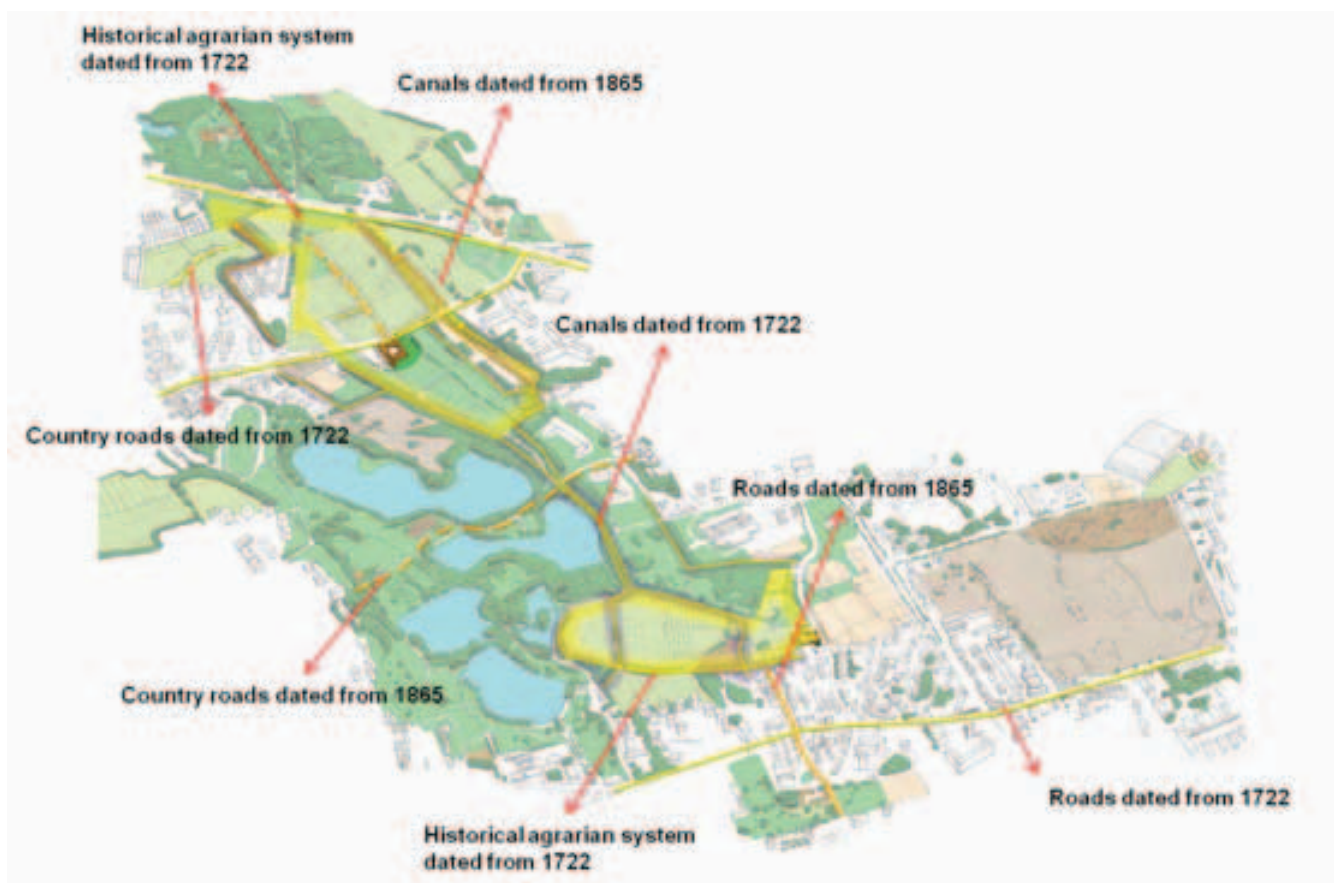 Historical agrarian system
dated from 1722
Canals dated from 1865
Canals dated from 1722
Country roads dated from 1722
Roads dated from 1865
Country roads dated from 1865
Roads dated from 1722
Historical agrarian system
dated from 1722